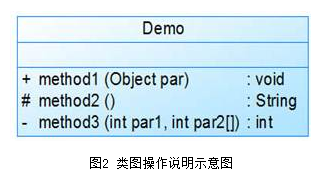 Demo
+ method1 (Object par) : void
# method2 () : String
- method3 (int par1, int par2[]) : int
图2 类图操作说明示意图